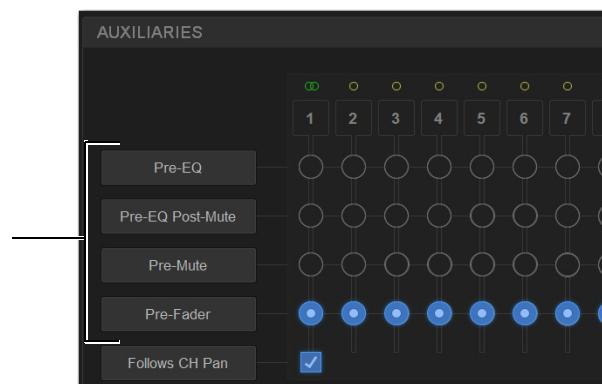 AUXILIARIES
1 2 3 4 5 6 7
Pre-EQ
Pre-EQ Post-Mute
Pre-Mute
Pre-Fader
Follows CH Pan